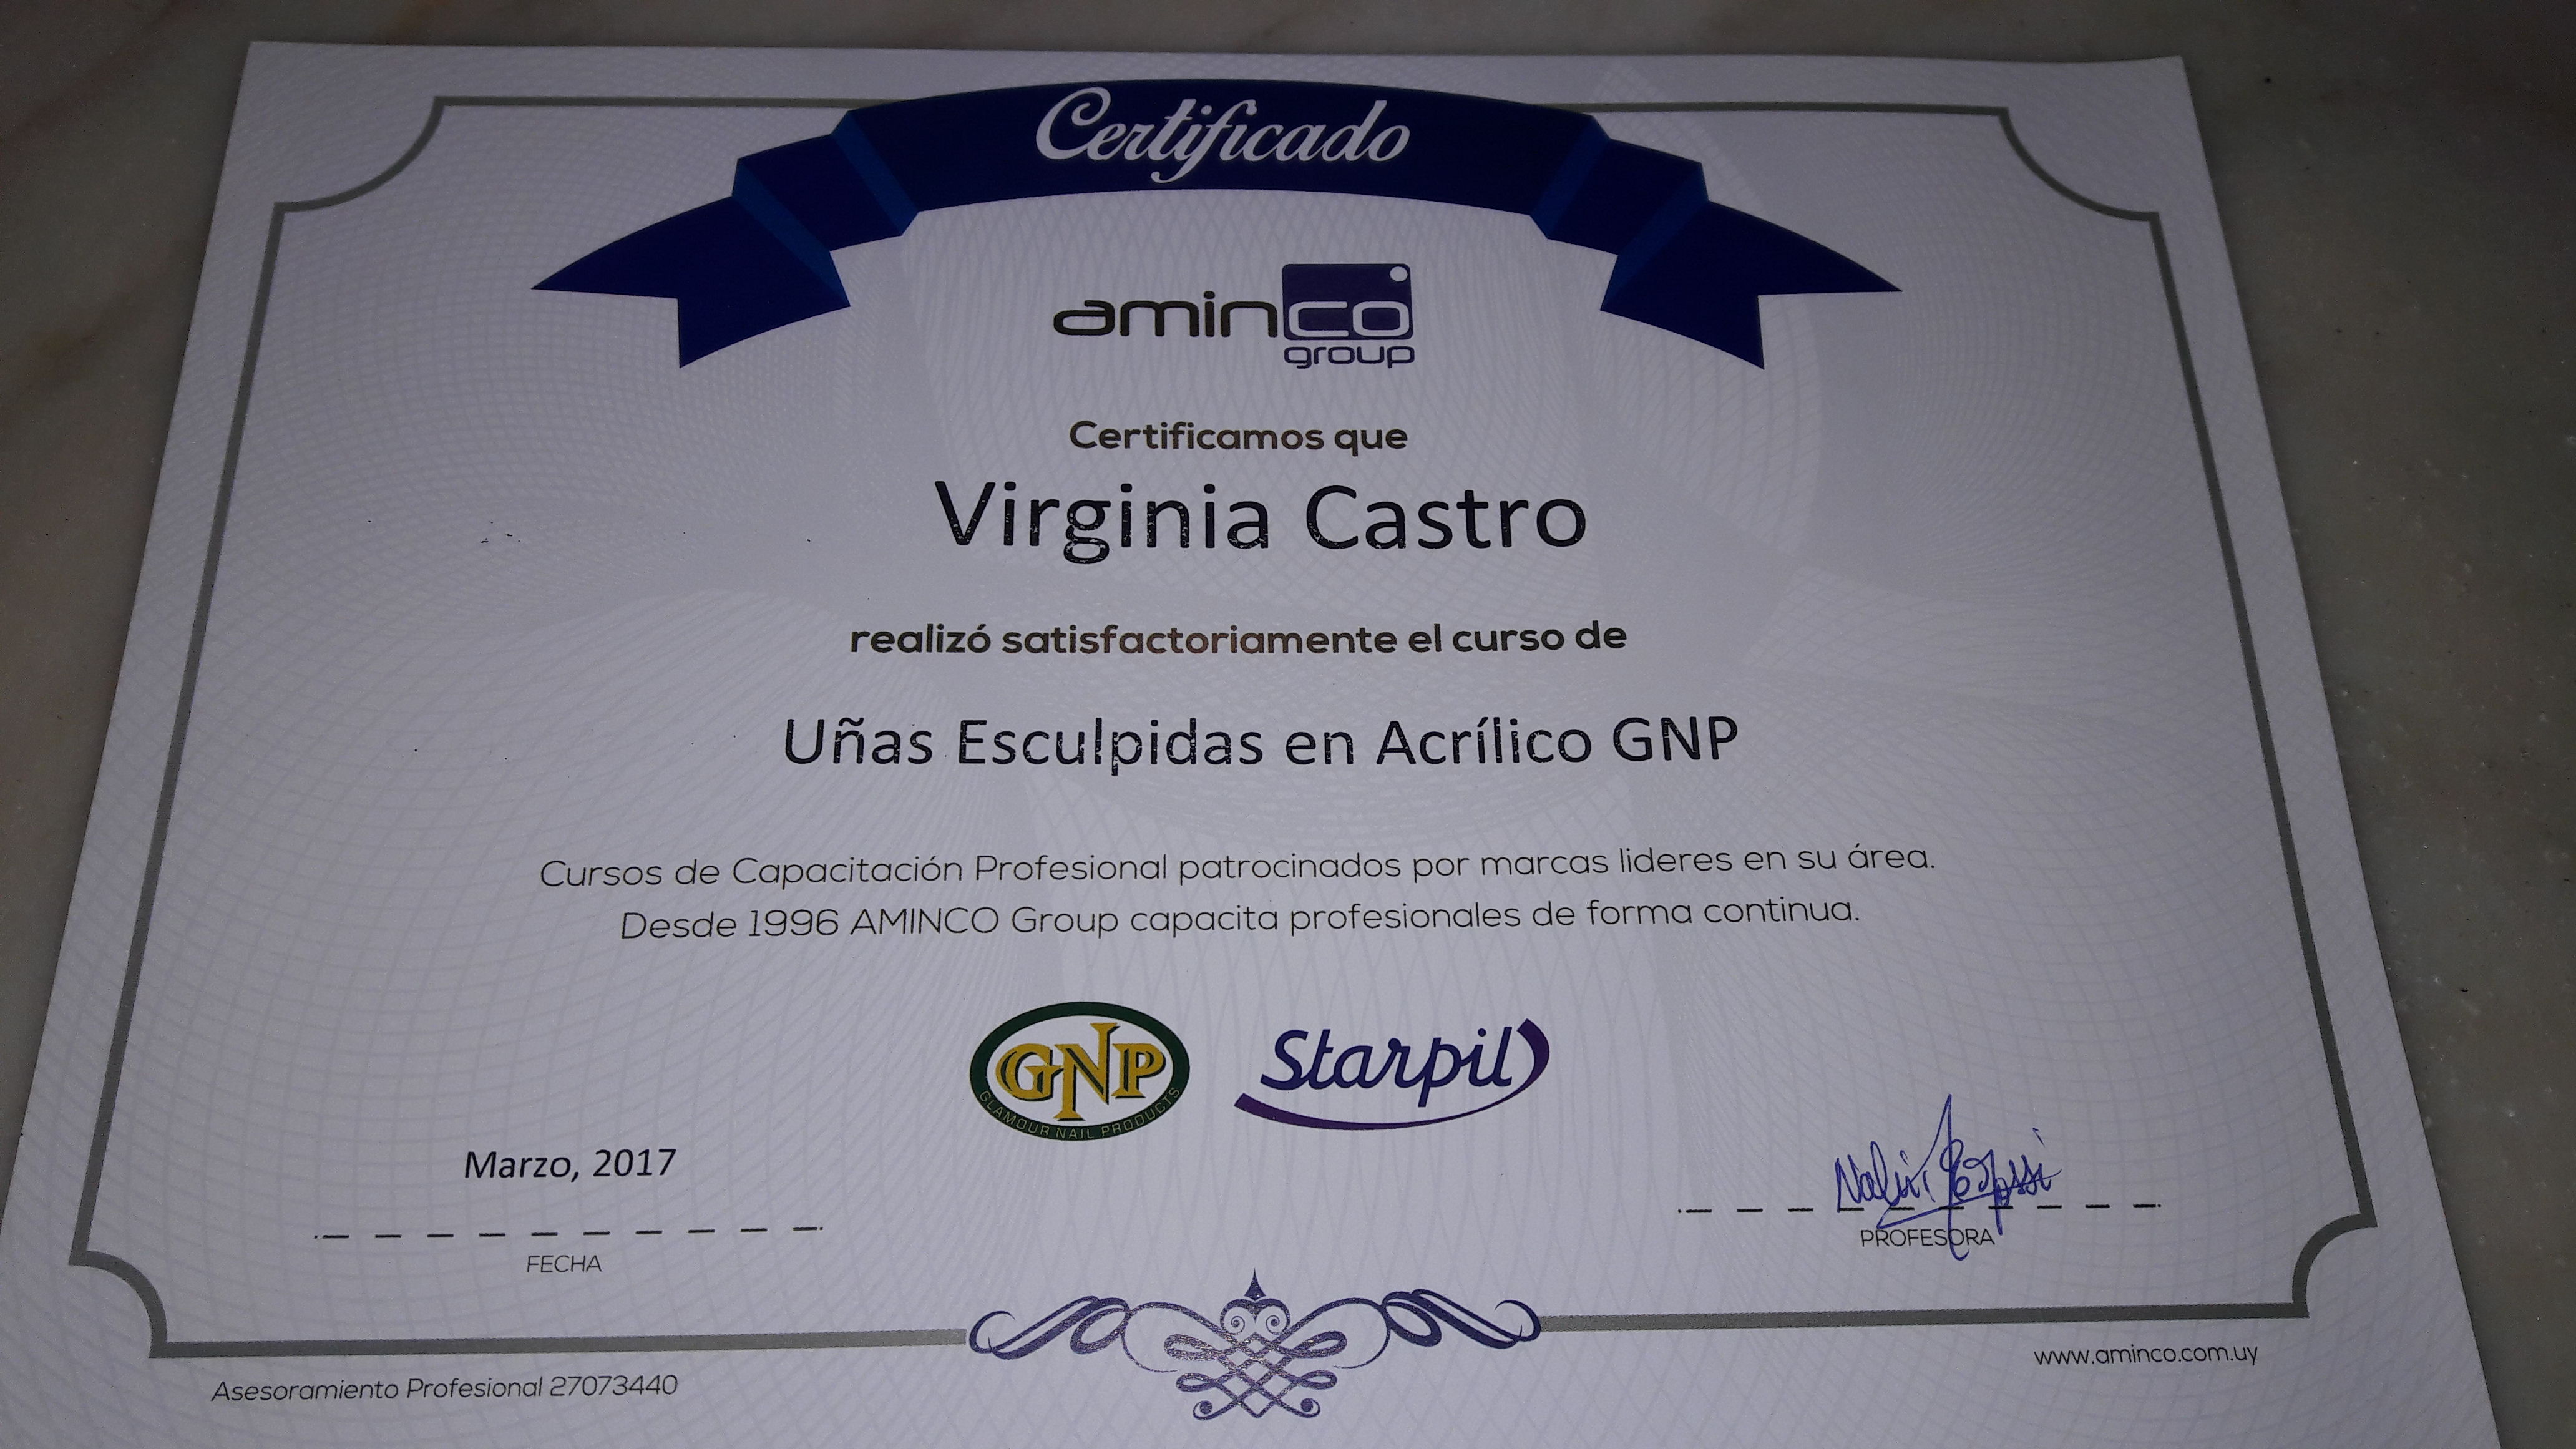 Certificado
aminco
group
Certificamos que
Virginia Castro
realizó satisfactoriamente el curso de
Uñas Esculpidas en Acrílico GNP
Cursos de Capacitación Profesional patrocinados por marcas lideres en su área.
Desde 1996 AMINCO Group capacita profesionales de forma continua.
GNP
GLAMOUR NAIL PRODUCTS
Starpil
Marzo, 2017
FECHA
PROFESORA
Asesoramiento Profesional 27073440
www.aminco.com.uy